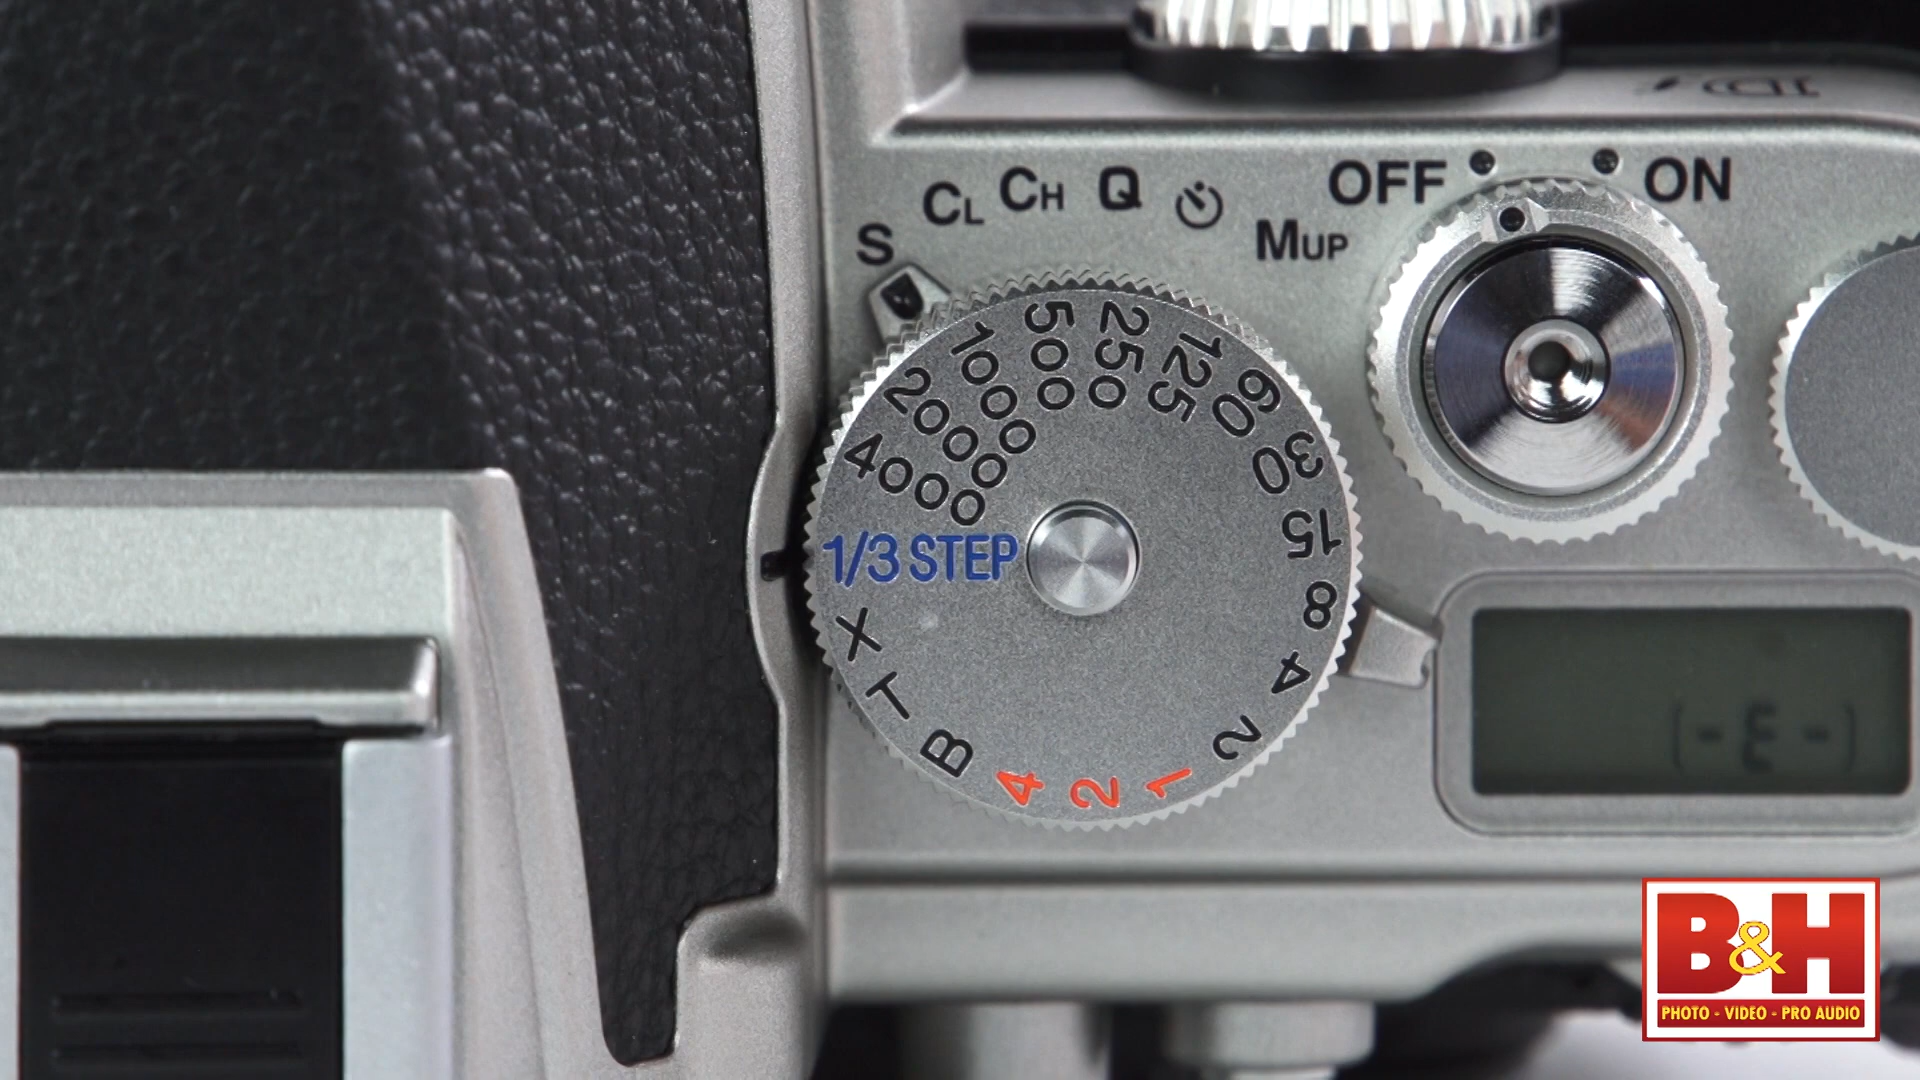 S CL CH Q MUP
OFF ON
4000
2000
1000
500
250
125
60
30
15
8
4
2
1
2
4
B
T
X
1/3 STEP
(-E-)
B&H
PHOTO - VIDEO - PRO AUDIO